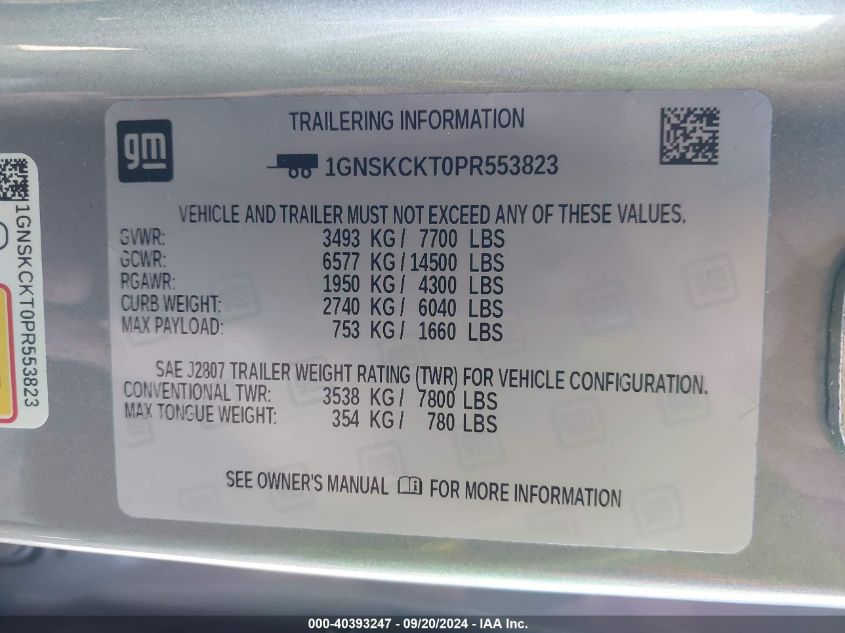 gm
TRAILERING INFORMATION
1GNSKCKT0PR553823
VEHICLE AND TRAILER MUST NOT EXCEED ANY OF THESE VALUES.
GVWR: 3493 KG / 7700 LBS
GCWR: 6577 KG / 14500 LBS
RGAWR: 1950 KG / 4300 LBS
CURB WEIGHT: 2740 KG / 6040 LBS
MAX PAYLOAD: 753 KG / 1660 LBS
SAE J2807 TRAILER WEIGHT RATING (TWR) FOR VEHICLE CONFIGURATION.
CONVENTIONAL TWR: 3538 KG / 7800 LBS
MAX TONGUE WEIGHT: 354 KG / 780 LBS
SEE OWNER'S MANUAL FOR MORE INFORMATION
1GNSKCKT0PR553823
000-40393247 - 09/20/2024 - IAA Inc.